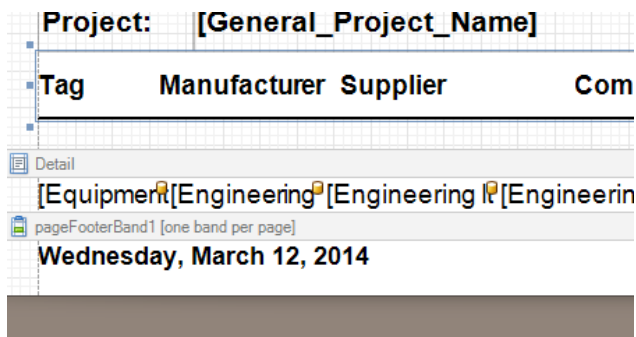 Project: [General_Project_Name]
Tag Manufacturer Supplier Com
Detail
[Equipment[Engineering [Engineering [Engineerin
pageFooterBand1 [one band per page]
Wednesday, March 12, 2014